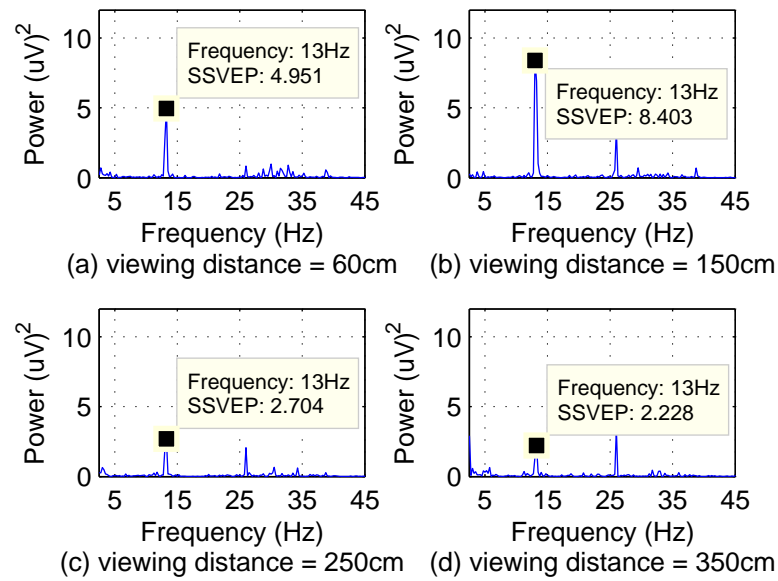 Power (uV)^2
10
5
0
Frequency: 13Hz
SSVEP: 4.951
5 15 25 35 45
Frequency (Hz)
(a) viewing distance = 60cm
Power (uV)^2
10
5
0
Frequency: 13Hz
SSVEP: 8.403
5 15 25 35 45
Frequency (Hz)
(b) viewing distance = 150cm
Power (uV)^2
10
5
0
Frequency: 13Hz
SSVEP: 2.704
5 15 25 35 45
Frequency (Hz)
(c) viewing distance = 250cm
Power (uV)^2
10
5
0
Frequency: 13Hz
SSVEP: 2.228
5 15 25 35 45
Frequency (Hz)
(d) viewing distance = 350cm